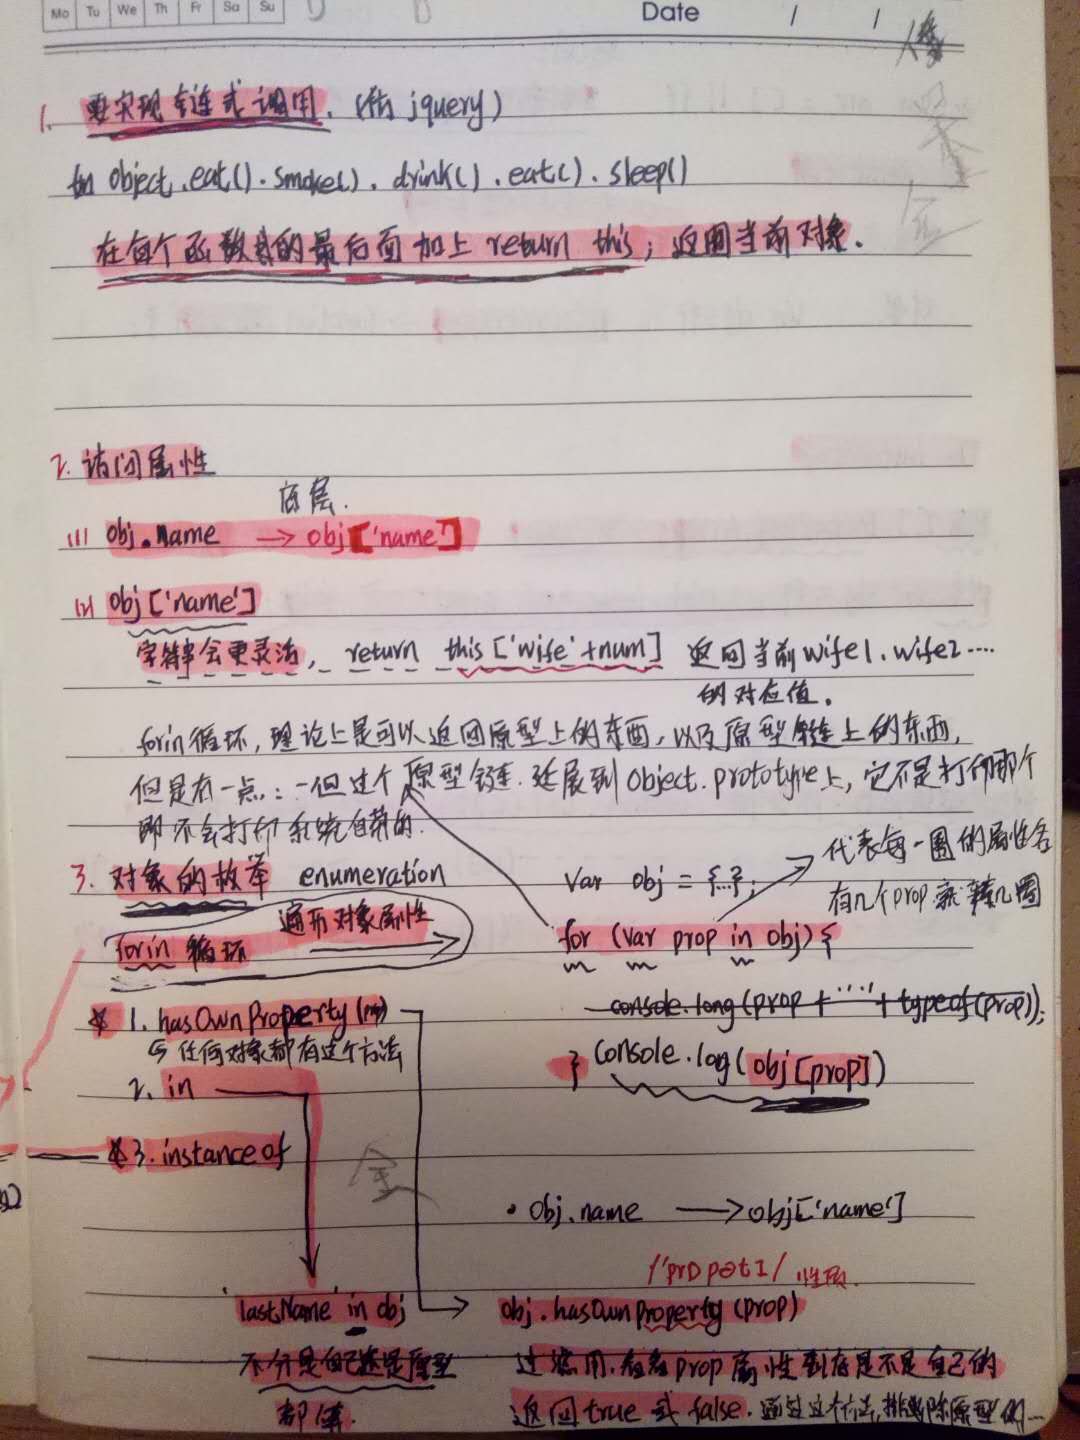 Mo Tu We Th Fr Sa Su
Date / /
1. 要实现链式调用.（仿 jquery）
object.eat().smoke().drink().eat().sleep()
在每个函数的最后面加上 return this; 返回当前对象.
2. 访问属性
底层.
(1) obj.name → obj['name']
(2) obj['name']
字符串会更灵活, return this['wife'+num] 返回当前wife1.wife2....
的对应值.
forin循环,理论上是可以返回原型上的东西,以及原型链上的东西,
但是有一点:一但这个原型链.延展到Object.prototype上,它不是打印那个
即不会打印系统自带的.
3. 对象的枚举 enumeration
forin 循环
遍历对象属性
var obj = {...};
代表每一圈的属性名
有几个prop就转几圈
for (var prop in obj) {
console.long(prop + " " + typeof(prop));
console.log(obj[prop])
}
1. hasOwnProperty()
任何对象都有这个方法
2. in
3. instanceof
• Obj.name → obj['name']
/'prɒpətɪ/ 性质.
'lastName' in obj
不分是自己还是原型
都算.
obj.hasOwnProperty(prop)
过滤用. prop属性到底是不是自己的
返回true或false.通过这个方法,排除原型的...